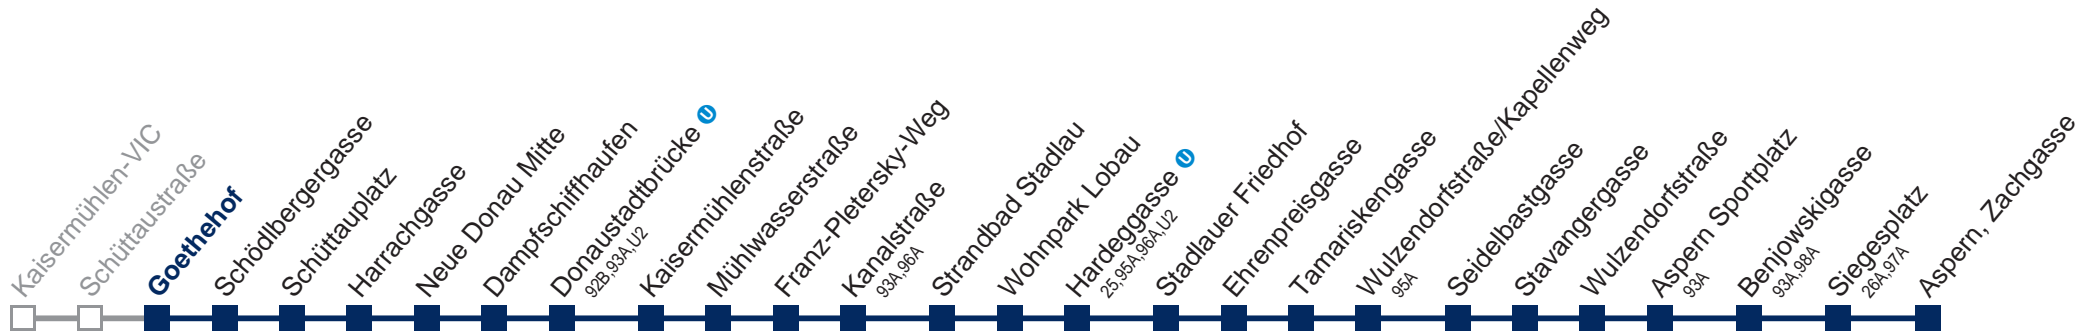 Kaisermühlen-VIC
Schüttaustraße
Goethehof
Schödlbergergasse
Schüttauplatz
Harrachgasse
Neue Donau Mitte
Dampfschiffhaufen
Donaustadtbrücke U
92B,93A,U2
Kaisermühlenstraße
Mühlwasserstraße
Franz-Pletersky-Weg
Kanalstraße
93A,96A
Strandbad Stadlau
Wohnpark Lobau
Hardeggasse U
25,95A,96A,U2
Stadlauer Friedhof
Ehrenpreisgasse
Tamariskengasse
Wulzendorfstraße/Kapellenweg
95A
Seidelbastgasse
Stavangergasse
Wulzendorfstraße
Aspern Sportplatz
93A
Benjowskigasse
93A,98A
Siegesplatz
26A,97A
Aspern, Zachgasse